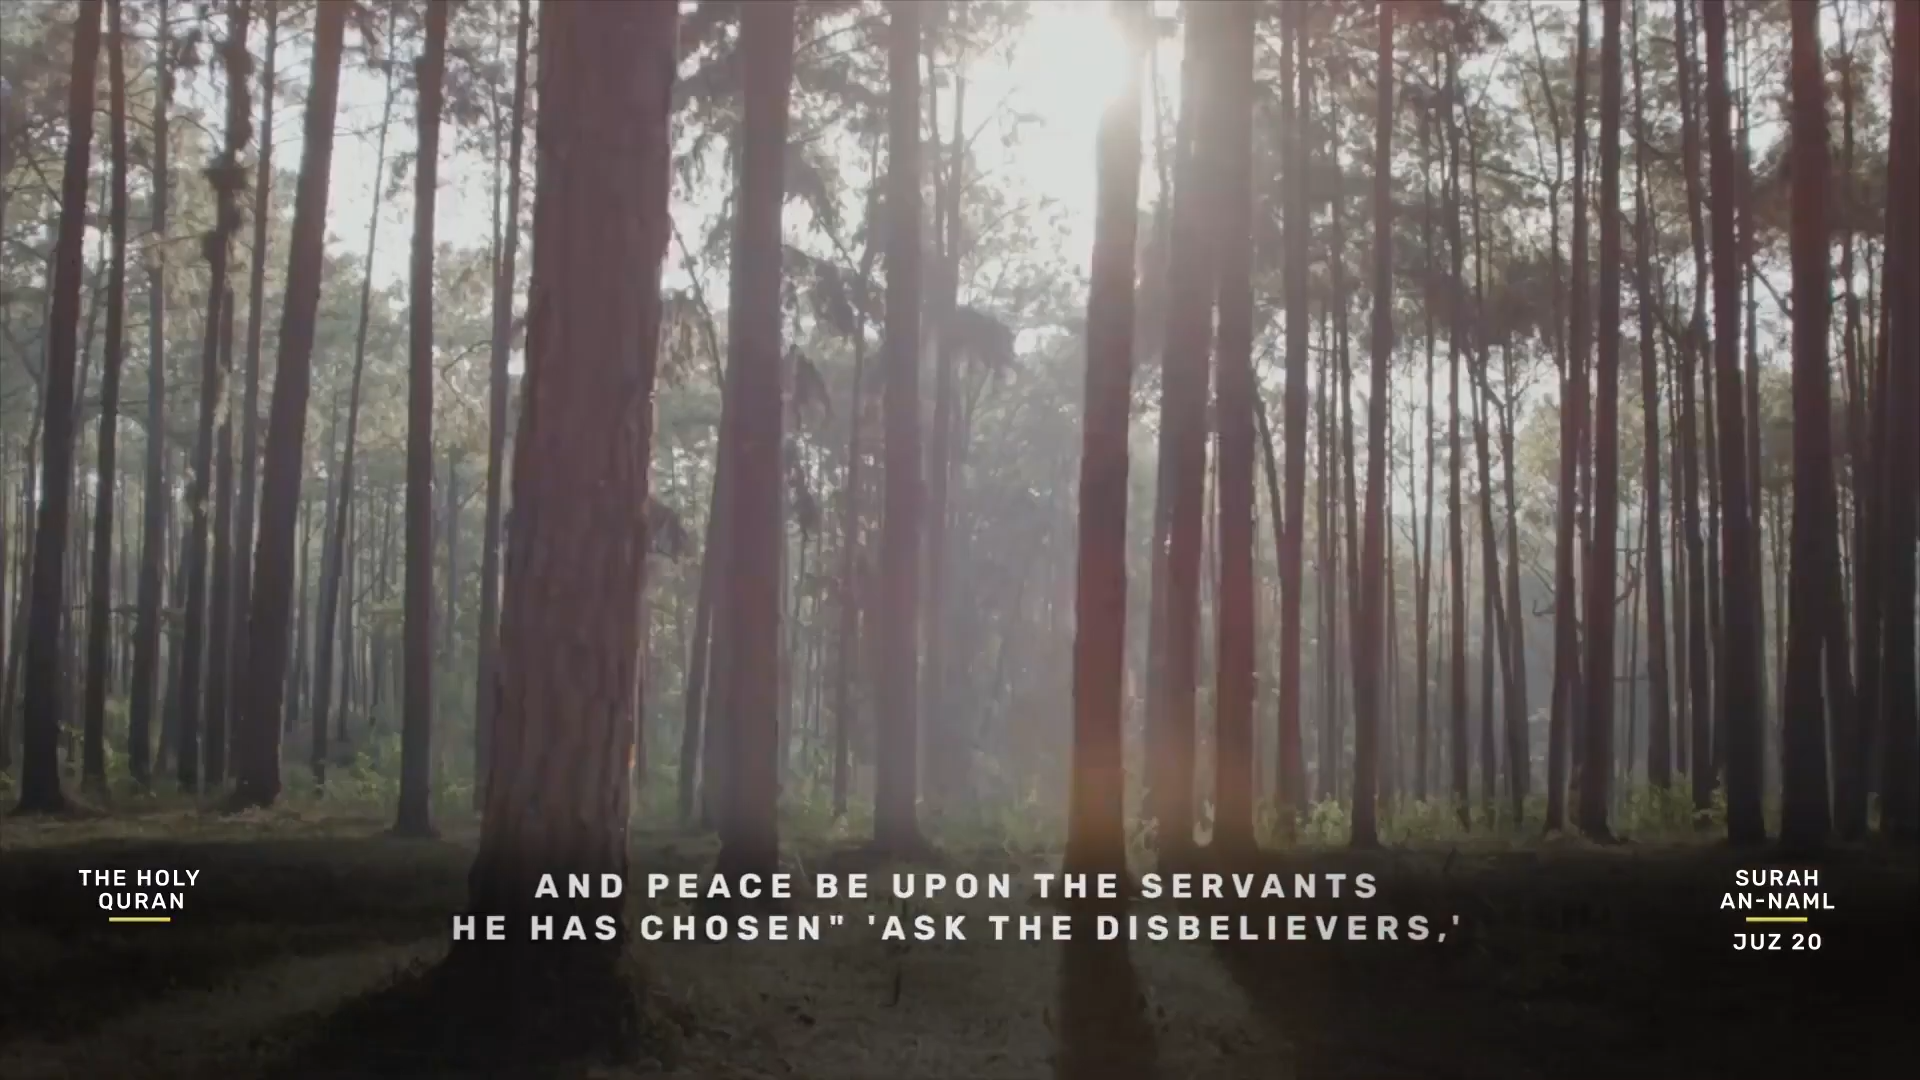 THE HOLY
QURAN
AND PEACE BE UPON THE SERVANTS
HE HAS CHOSEN" 'ASK THE DISBELIEVERS,'
SURAH
AN-NAML
JUZ 20